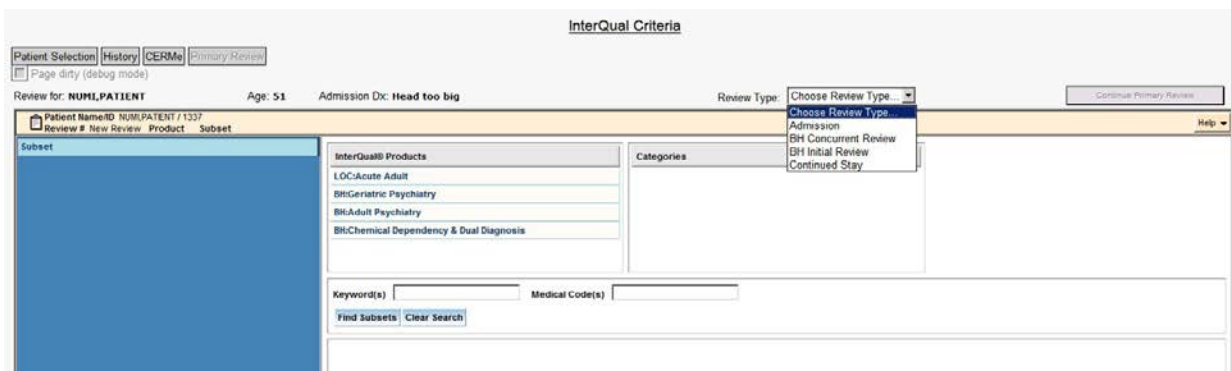 InterQual Criteria
Patient Selection History CERMe Primary Review
Page dirty (debug mode)
Review for: NUMI,PATIENT Age: 51 Admission Dx: Head too big Review Type: Choose Review Type... Continue Primary Review
Patient Name/ID NUMI,PATIENT / 1337
Review # New Review Product Subset
Help
Choose Review Type...
Admission
BH Concurrent Review
BH Initial Review
Continued Stay
Subset
InterQual® Products Categories
LOC:Acute Adult
BH:Geriatric Psychiatry
BH:Adult Psychiatry
BH:Chemical Dependency & Dual Diagnosis
Keyword(s) Medical Code(s)
Find Subsets Clear Search